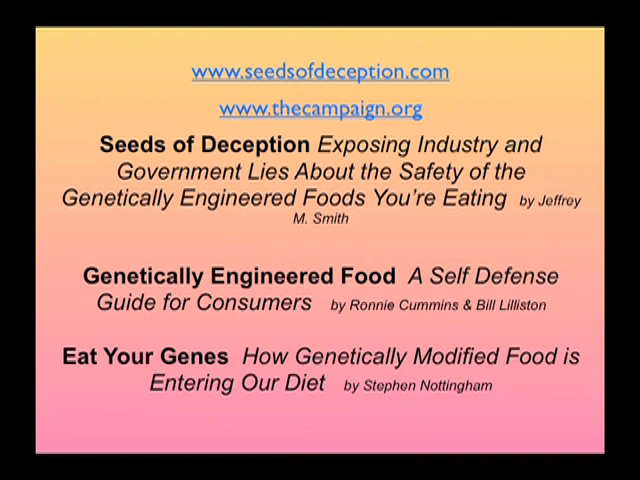 www.seedsofdeception.com
www.thecampaign.org
Seeds of Deception Exposing Industry and
Government Lies About the Safety of the
Genetically Engineered Foods You're Eating by Jeffrey
M. Smith
Genetically Engineered Food A Self Defense
Guide for Consumers by Ronnie Cummins & Bill Lilliston
Eat Your Genes How Genetically Modified Food is
Entering Our Diet by Stephen Nottingham